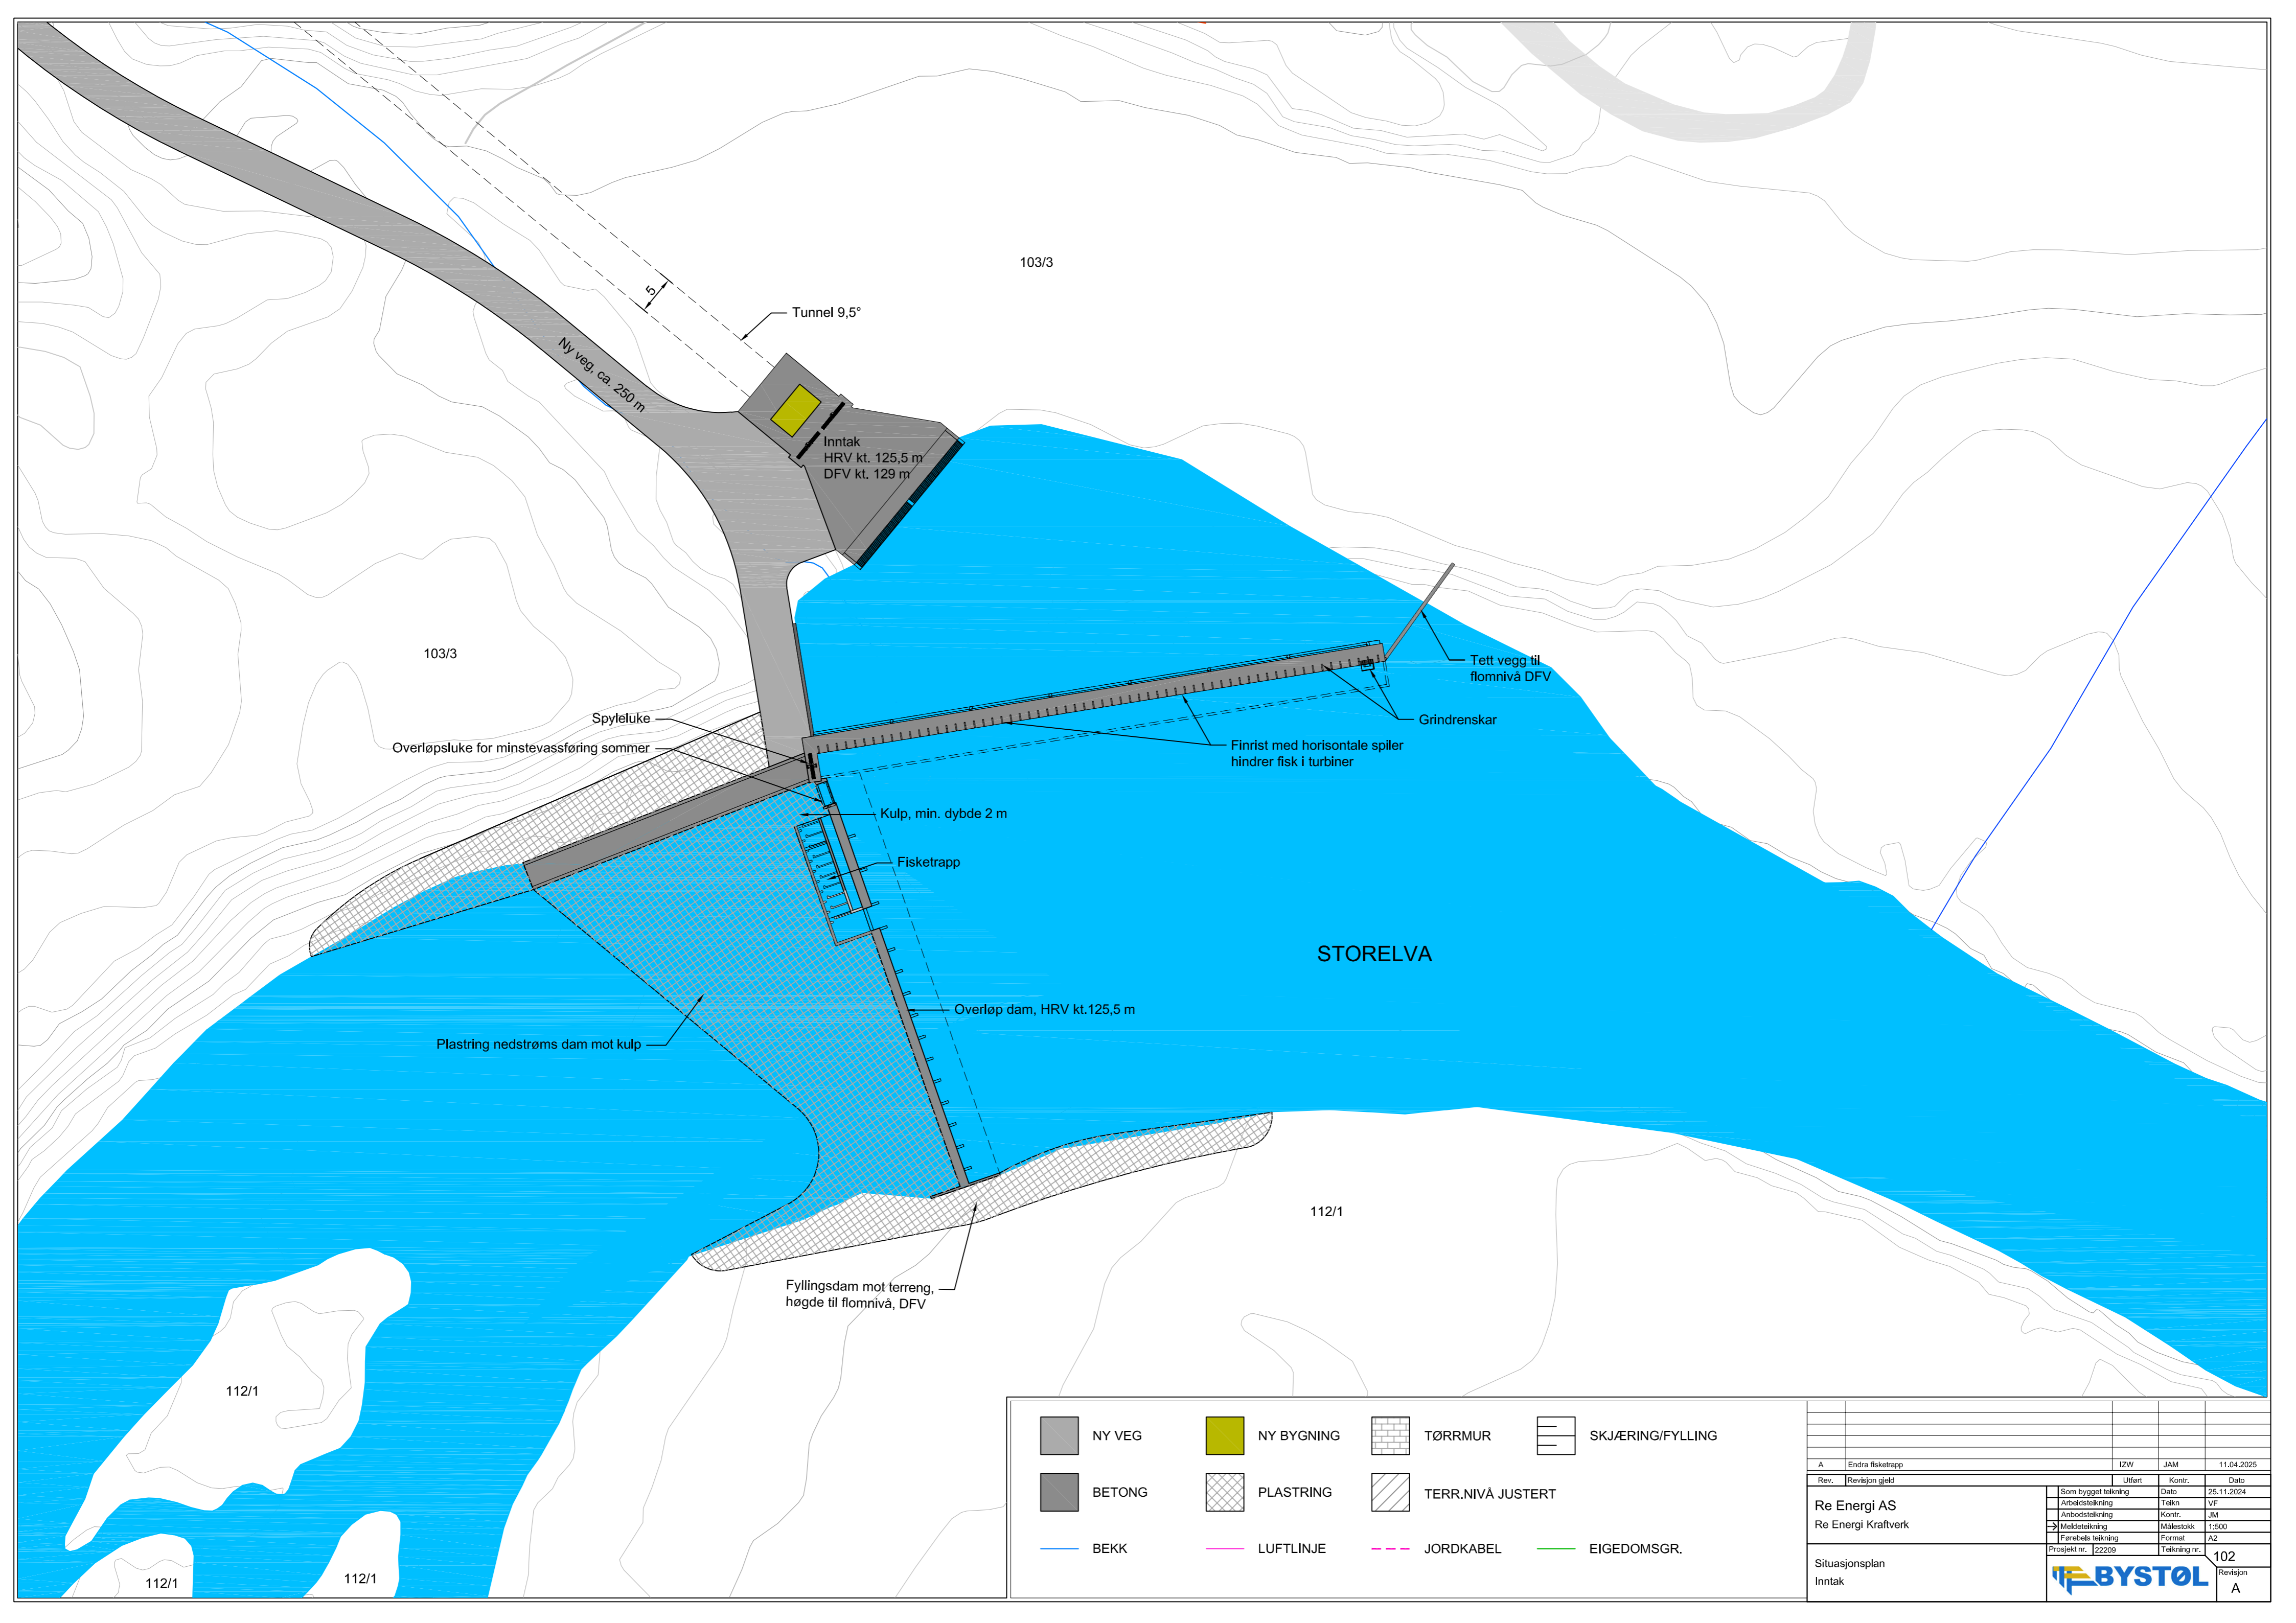 103/3
5
Tunnel 9,5°
Ny veg, ca. 250 m
Inntak
HRV kt. 125,5 m
DFV kt. 129 m
103/3
Tett vegg til
flomnivå DFV
Spyleluke
Grindrenskar
Overløpsluke for minstevassføring sommer
Finrist med horisontale spiler
hindrer fisk i turbiner
Kulp, min. dybde 2 m
Fisketrapp
STORELVA
Overløp dam, HRV kt.125,5 m
Plastring nedstrøms dam mot kulp
112/1
Fyllingsdam mot terreng,
høgde til flomnivå, DFV
112/1
112/1
112/1
NY VEG
NY BYGNING
TØRRMUR
SKJÆRING/FYLLING
BETONG
PLASTRING
TERR.NIVÅ JUSTERT
BEKK
LUFTLINJE
JORDKABEL
EIGEDOMSGR.
A Endra fisketrapp IZW JAM 11.04.2025
Rev. Revisjon gjeld Utført Kontr. Dato
Re Energi AS
Re Energi Kraftverk
Som bygget teikning Dato 25.11.2024
Arbeidsteikning Teikn VF
Anbodsteikning Kontr. JM
Meldeteikning Målestokk 1:500
Førebels teikning Format A2
Prosjekt nr. 22209 Teikning nr. 102
Situasjonsplan
Inntak
BYSTØL
Revisjon
A